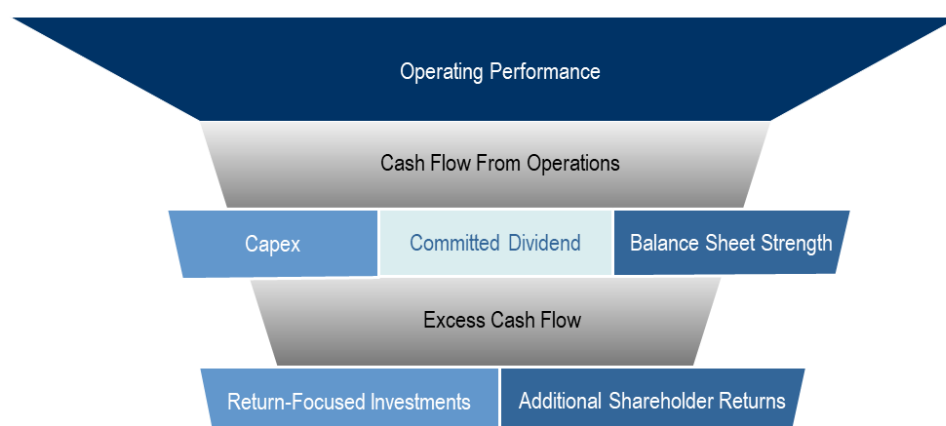 Operating Performance
Cash Flow From Operations
Capex
Committed Dividend
Balance Sheet Strength
Excess Cash Flow
Return-Focused Investments
Additional Shareholder Returns